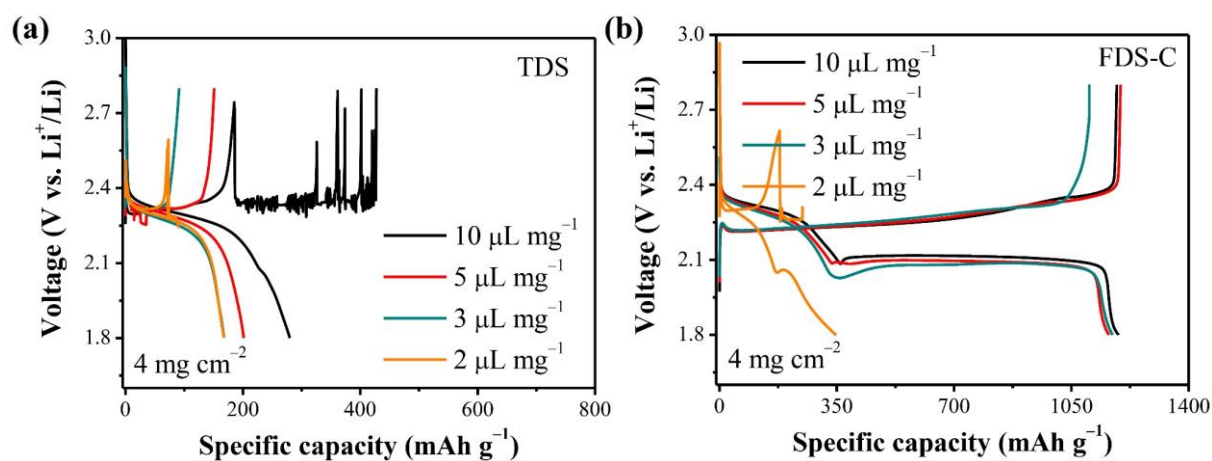 (a)
TDS
3.0
2.7
2.4
2.1
1.8
Voltage (V vs. Li⁺/Li)
10 μL mg⁻¹
5 μL mg⁻¹
3 μL mg⁻¹
2 μL mg⁻¹
4 mg cm⁻²
0 200 400 600 800
Specific capacity (mAh g⁻¹)
(b)
FDS-C
3.0
2.7
2.4
2.1
1.8
Voltage (V vs. Li⁺/Li)
10 μL mg⁻¹
5 μL mg⁻¹
3 μL mg⁻¹
2 μL mg⁻¹
4 mg cm⁻²
0 350 700 1050 1400
Specific capacity (mAh g⁻¹)